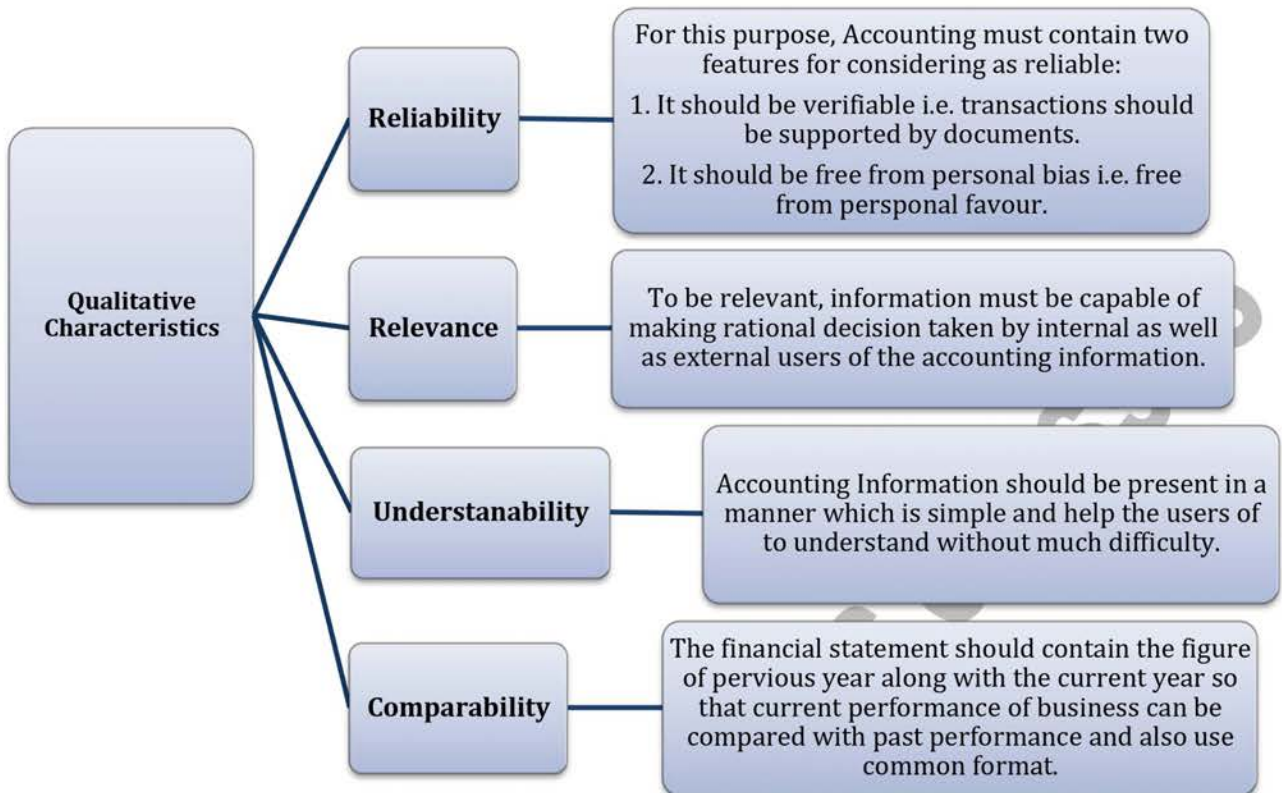 Qualitative
Characteristics
Reliability
For this purpose, Accounting must contain two
features for considering as reliable:
1. It should be verifiable i.e. transactions should
be supported by documents.
2. It should be free from personal bias i.e. free
from persponal favour.
Relevance
To be relevant, information must be capable of
making rational decision taken by internal as well
as external users of the accounting information.
Understanability
Accounting Information should be present in a
manner which is simple and help the users of
to understand without much difficulty.
Comparability
The financial statement should contain the figure
of pervious year along with the current year so
that current performance of business can be
compared with past performance and also use
common format.